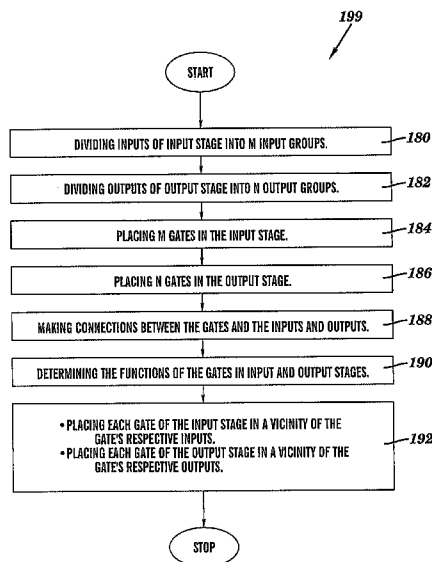 199
START
DIVIDING INPUTS OF INPUT STAGE INTO M INPUT GROUPS.
180
DIVIDING OUTPUTS OF OUTPUT STAGE INTO N OUTPUT GROUPS.
182
PLACING M GATES IN THE INPUT STAGE.
184
PLACING N GATES IN THE OUTPUT STAGE.
186
MAKING CONNECTIONS BETWEEN THE GATES AND THE INPUTS AND OUTPUTS.
188
DETERMINING THE FUNCTIONS OF THE GATES IN INPUT AND OUTPUT STAGES.
190
• PLACING EACH GATE OF THE INPUT STAGE IN A VICINITY OF THE
GATE'S RESPECTIVE INPUTS.
• PLACING EACH GATE OF THE OUTPUT STAGE IN A VICINITY OF THE
GATE'S RESPECTIVE OUTPUTS.
192
STOP